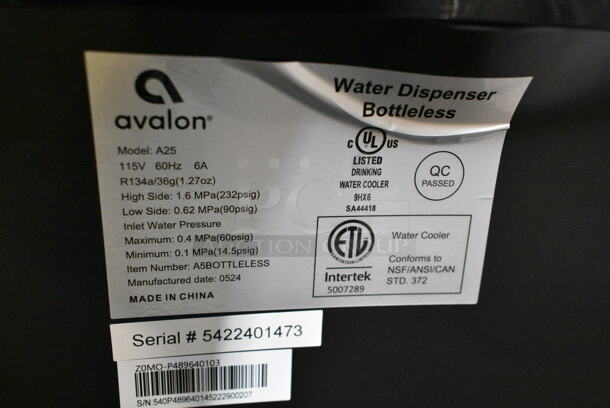 avalon®
Water Dispenser
Bottleless
Model: A25
115V 60Hz 6A
R134a/36g(1.27oz)
High Side: 1.6 MPa(232psig)
Low Side: 0.62 MPa(90psig)
Inlet Water Pressure
Maximum: 0.4 MPa(60psig)
Minimum: 0.1 MPa(14.5psig)
Item Number: A5BOTTLELESS
Manufactured date: 0524
MADE IN CHINA
C UL US
LISTED
DRINKING
WATER COOLER
9HX6
SA44418
QC
PASSED
ETL
Intertek
5007289
Water Cooler
Conforms to
NSF/ANSI/CAN
STD. 372
Serial # 5422401473
Z0MO-P489640103
S/N:540P489640145222900207